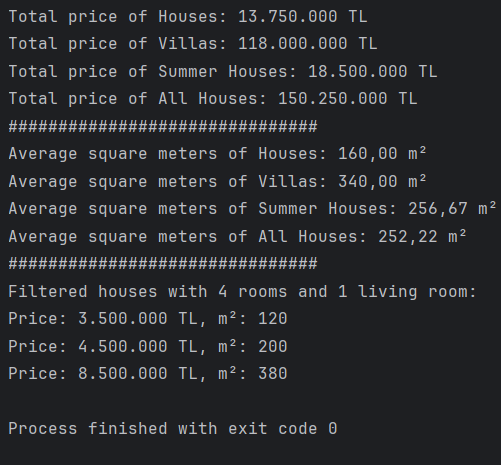 Total price of Houses: 13.750.000 TL
Total price of Villas: 118.000.000 TL
Total price of Summer Houses: 18.500.000 TL
Total price of All Houses: 150.250.000 TL
###############################
Average square meters of Houses: 160,00 m²
Average square meters of Villas: 340,00 m²
Average square meters of Summer Houses: 256,67 m²
Average square meters of All Houses: 252,22 m²
###############################
Filtered houses with 4 rooms and 1 living room:
Price: 3.500.000 TL, m²: 120
Price: 4.500.000 TL, m²: 200
Price: 8.500.000 TL, m²: 380
Process finished with exit code 0